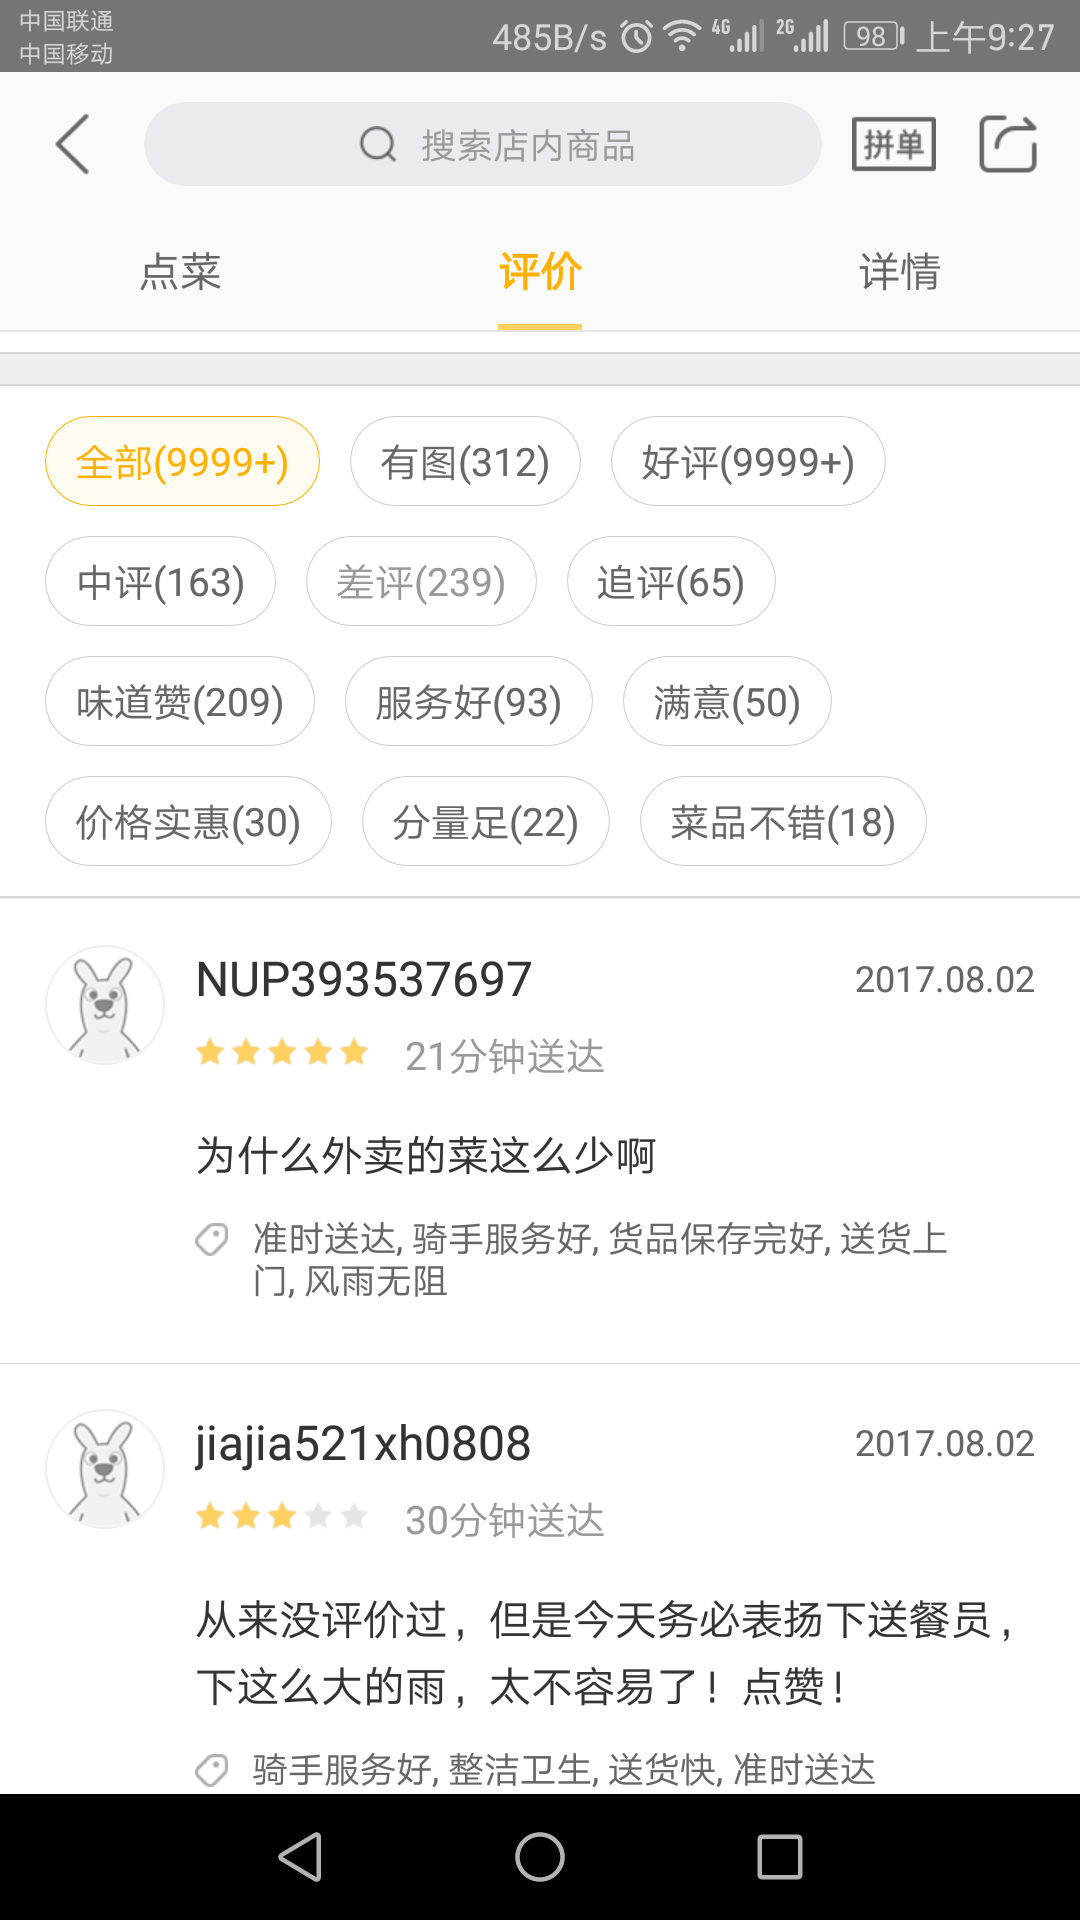 中国联通
中国移动
485B/s 4G 2G 98 上午9:27
搜索店内商品 拼单
点菜 评价 详情
全部(9999+) 有图(312) 好评(9999+)
中评(163) 差评(239) 追评(65)
味道赞(209) 服务好(93) 满意(50)
价格实惠(30) 分量足(22) 菜品不错(18)
NUP393537697 2017.08.02
21分钟送达
为什么外卖的菜这么少啊
准时送达, 骑手服务好, 货品保存完好, 送货上
门, 风雨无阻
jiajia521xh0808 2017.08.02
30分钟送达
从来没评价过，但是今天务必表扬下送餐员，
下这么大的雨，太不容易了！点赞！
骑手服务好, 整洁卫生, 送货快, 准时送达